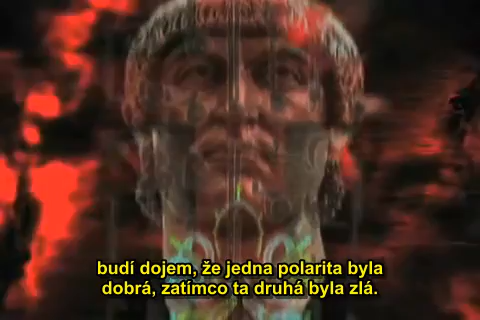 budí dojem, že jedna polarita byla
dobrá, zatímco ta druhá byla zlá.